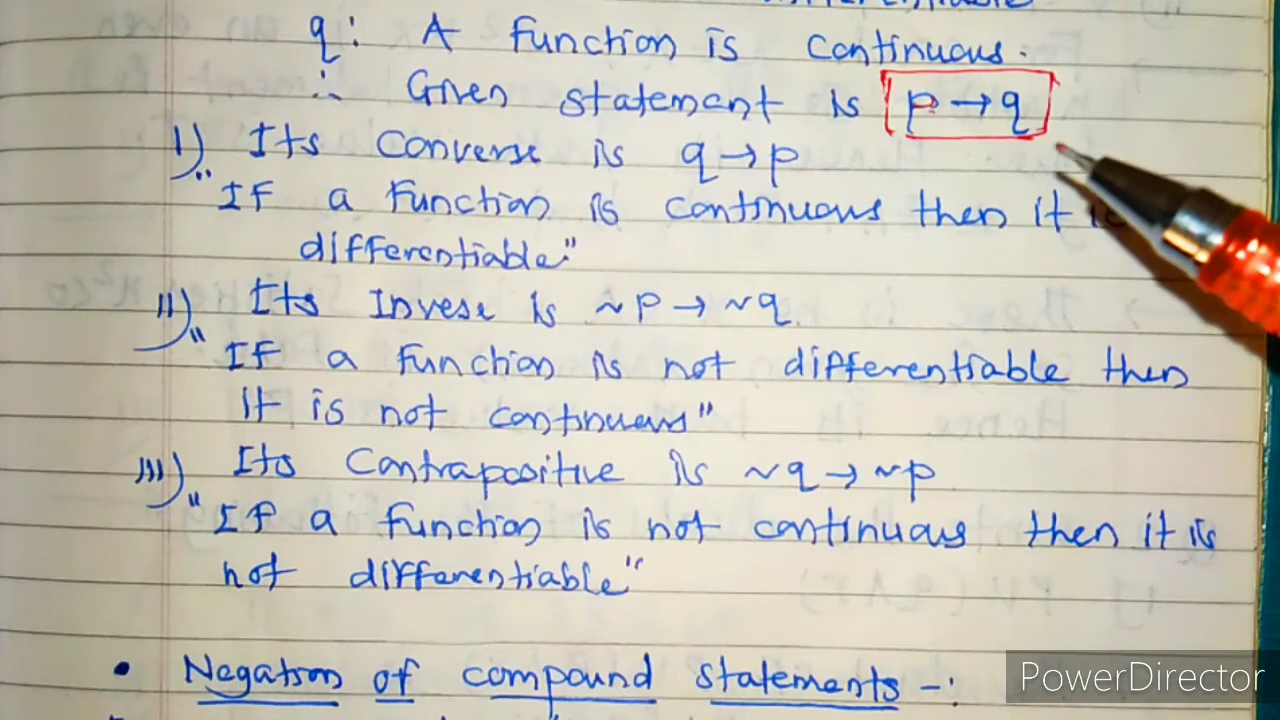 q: A function is continuous.
∴ Given statement is p→q
i) Its converse is q→p
"If a function is continuous then it is
differentiable"
ii) Its Invese is ~p→~q
"If a function is not differentiable then
it is not continuous"
iii) Its Contrapositive is ~q→~p
"If a function is not continuous then it is
not differentiable"
• Negation of compound statements -:
PowerDirector